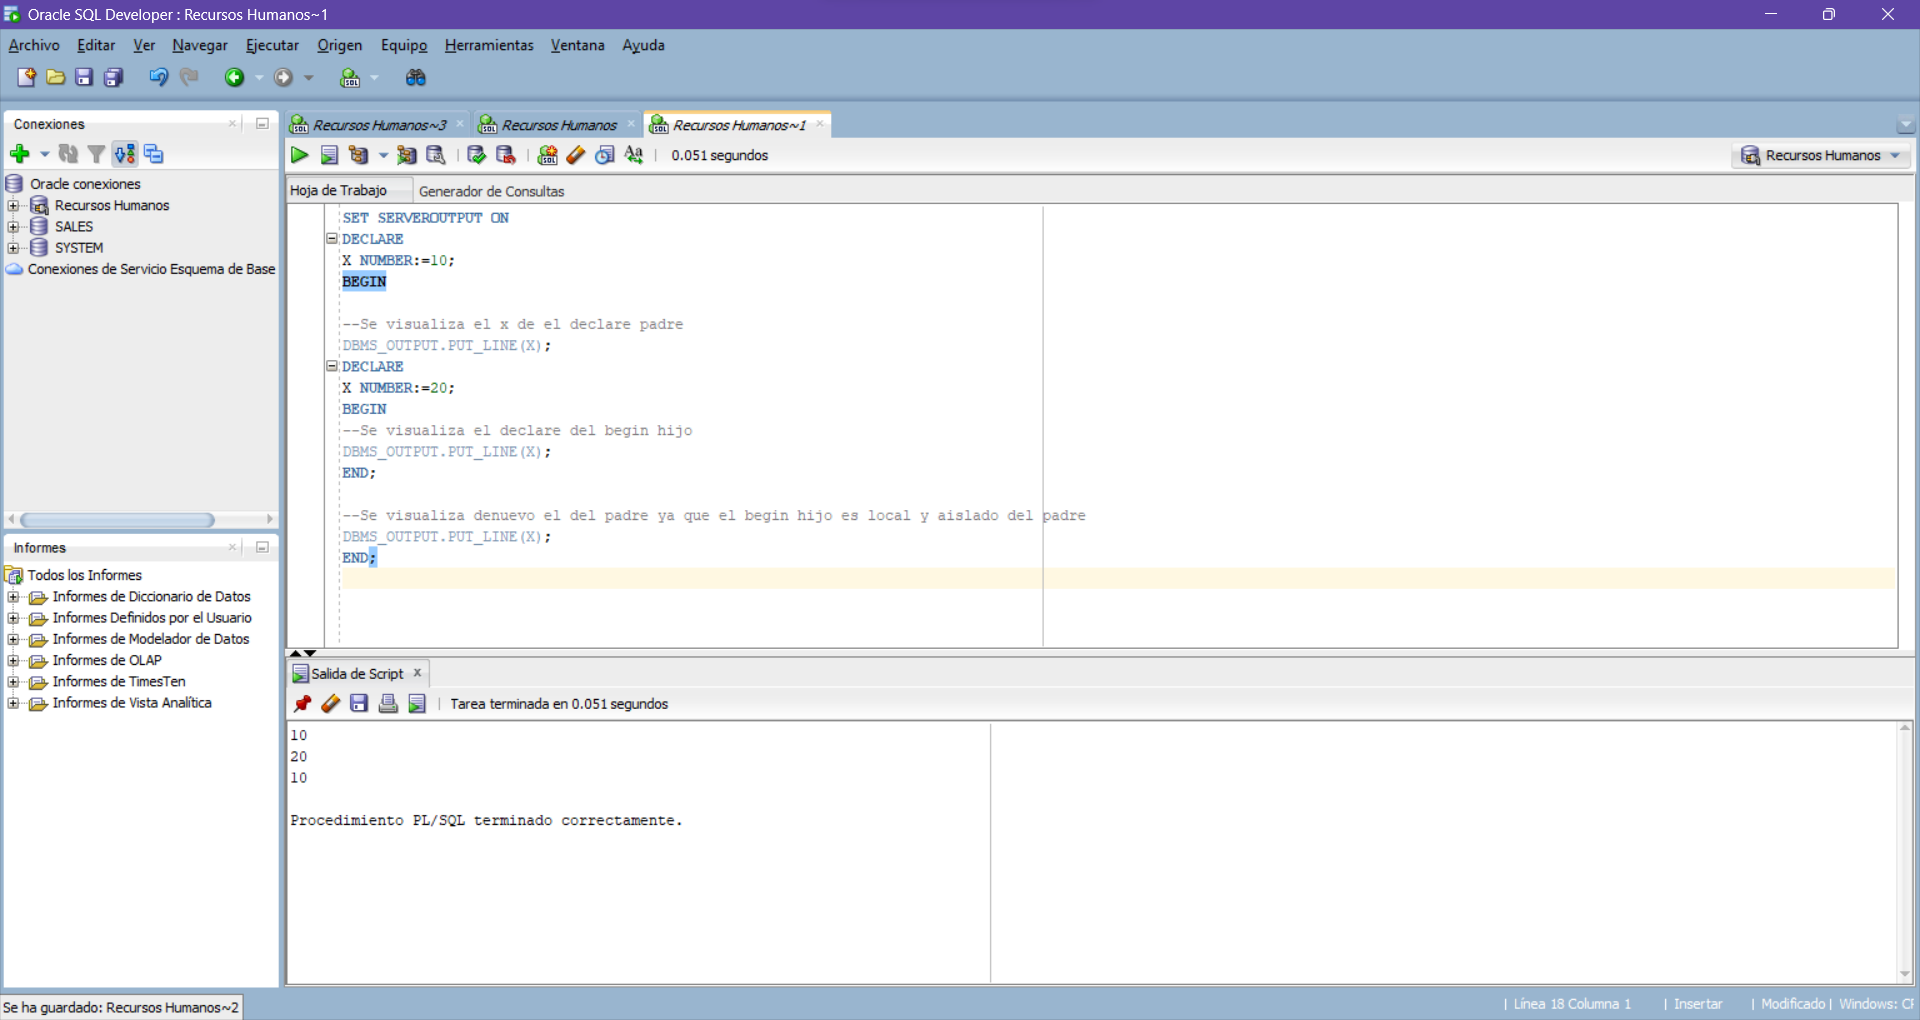 Oracle SQL Developer : Recursos Humanos~1
Archivo Editar Ver Navegar Ejecutar Origen Equipo Herramientas Ventana Ayuda
Conexiones
Oracle conexiones
Recursos Humanos
SALES
SYSTEM
Conexiones de Servicio Esquema de Base
Informes
Todos los Informes
Informes de Diccionario de Datos
Informes Definidos por el Usuario
Informes de Modelador de Datos
Informes de OLAP
Informes de TimesTen
Informes de Vista Analítica
Recursos Humanos~3 Recursos Humanos Recursos Humanos~1
0.051 segundos
Recursos Humanos
Hoja de Trabajo Generador de Consultas
SET SERVEROUTPUT ON
DECLARE
X NUMBER:=10;
BEGIN
--Se visualiza el x de el declare padre
DBMS_OUTPUT.PUT_LINE(X);
DECLARE
X NUMBER:=20;
BEGIN
--Se visualiza el declare del begin hijo
DBMS_OUTPUT.PUT_LINE(X);
END;
--Se visualiza denuevo el del padre ya que el begin hijo es local y aislado del padre
DBMS_OUTPUT.PUT_LINE(X);
END;
Salida de Script
Tarea terminada en 0.051 segundos
10
20
10
Procedimiento PL/SQL terminado correctamente.
Se ha guardado: Recursos Humanos~2
| Línea 18 Columna 1 | Insertar | Modificado | Windows: